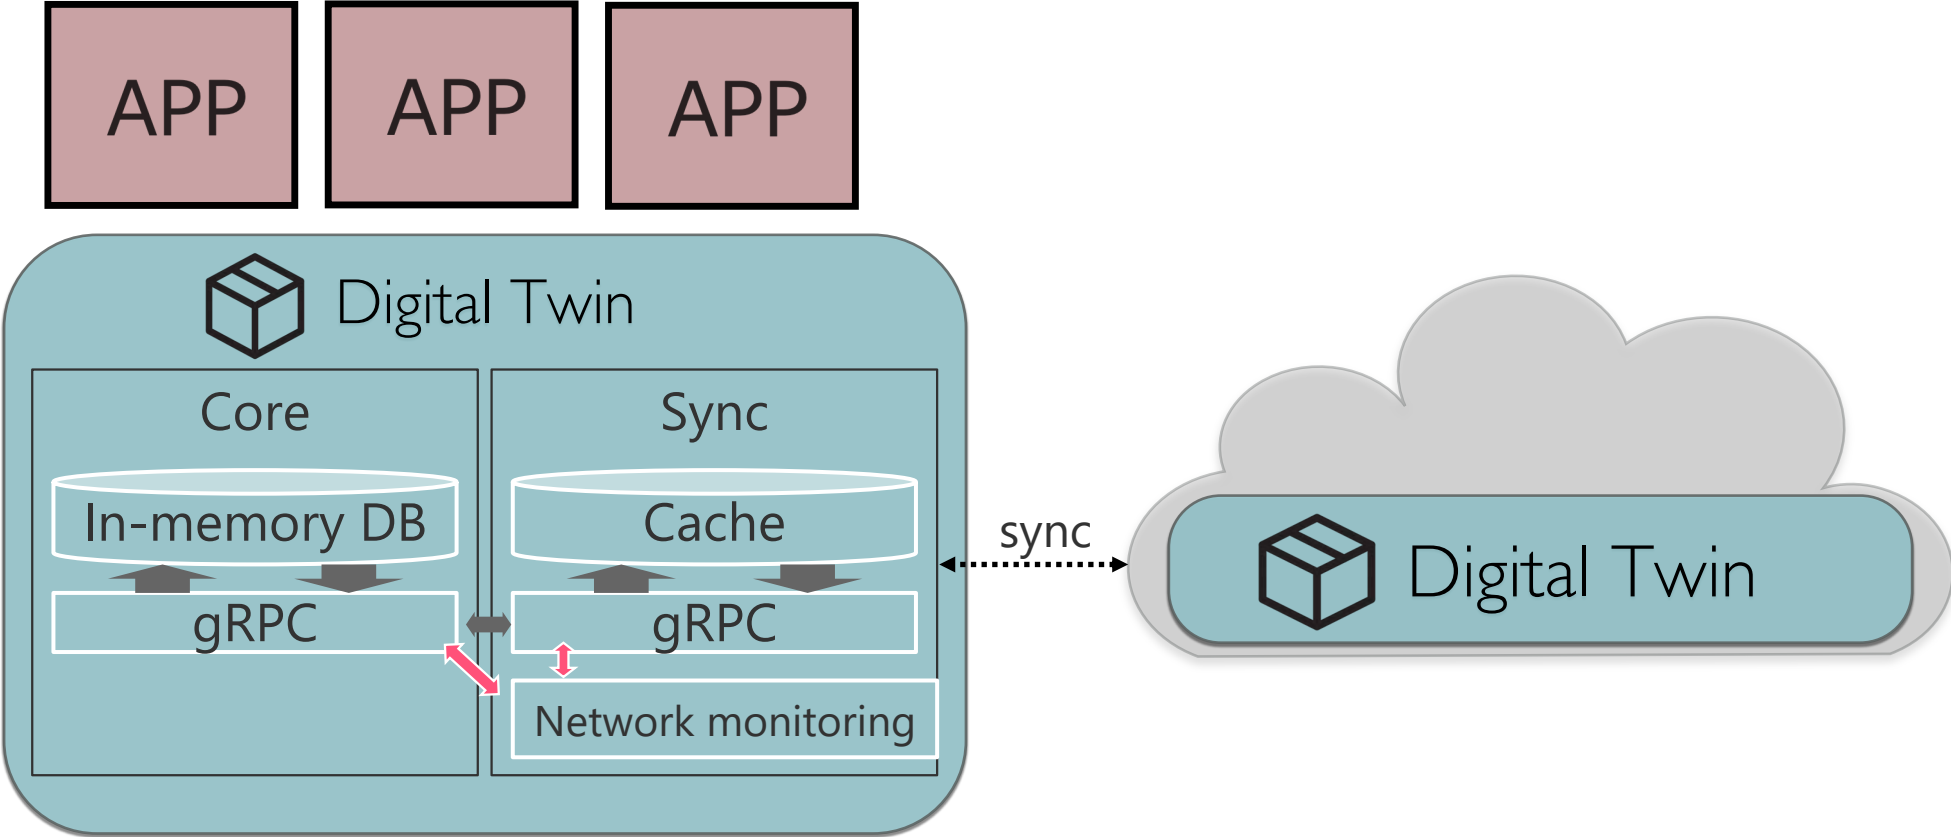 APP
APP
APP
Digital Twin
Core
Sync
In-memory DB
Cache
gRPC
gRPC
Network monitoring
sync
Digital Twin